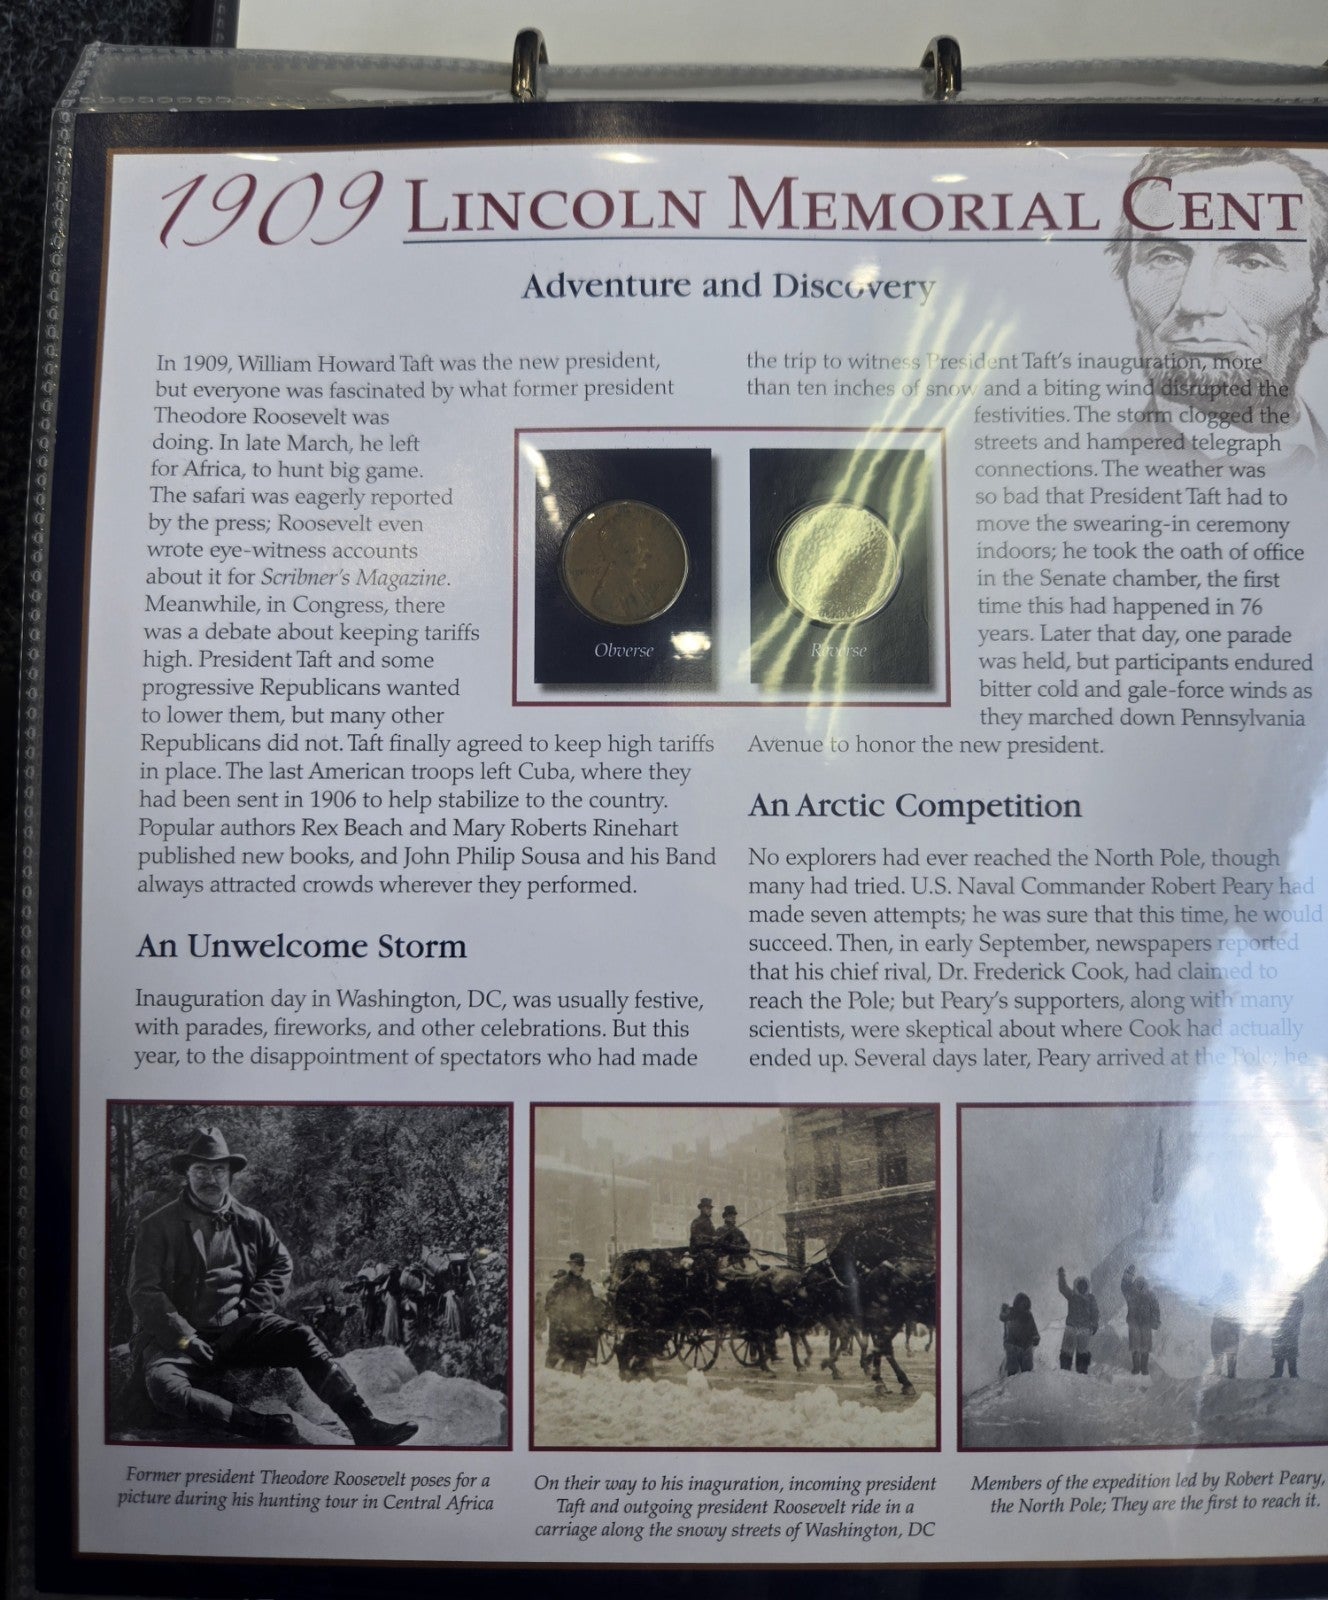 1909 LINCOLN MEMORIAL CENT
Adventure and Discovery
In 1909, William Howard Taft was the new president,
but everyone was fascinated by what former president
Theodore Roosevelt was
doing. In late March, he left
for Africa, to hunt big game.
The safari was eagerly reported
by the press; Roosevelt even
wrote eye-witness accounts
about it for Scribner's Magazine.
Meanwhile, in Congress, there
was a debate about keeping tariffs
high. President Taft and some
progressive Republicans wanted
to lower them, but many other
Republicans did not. Taft finally agreed to keep high tariffs
in place. The last American troops left Cuba, where they
had been sent in 1906 to help stabilize to the country.
Popular authors Rex Beach and Mary Roberts Rinehart
published new books, and John Philip Sousa and his Band
always attracted crowds wherever they performed.
An Unwelcome Storm
Inauguration day in Washington, DC, was usually festive,
with parades, fireworks, and other celebrations. But this
year, to the disappointment of spectators who had made
Obverse
Reverse
the trip to witness President Taft's inauguration, more
than ten inches of snow and a biting wind disrupted the
festivities. The storm clogged the
streets and hampered telegraph
connections. The weather was
so bad that President Taft had to
move the swearing-in ceremony
indoors; he took the oath of office
in the Senate chamber, the first
time this had happened in 76
years. Later that day, one parade
was held, but participants endured
bitter cold and gale-force winds as
they marched down Pennsylvania
Avenue to honor the new president.
An Arctic Competition
No explorers had ever reached the North Pole, though
many had tried. U.S. Naval Commander Robert Peary had
made seven attempts; he was sure that this time, he would
succeed. Then, in early September, newspapers reported
that his chief rival, Dr. Frederick Cook, had claimed to
reach the Pole; but Peary's supporters, along with many
scientists, were skeptical about where Cook had actually
ended up. Several days later, Peary arrived at the Pole; he
Former president Theodore Roosevelt poses for a
picture during his hunting tour in Central Africa
On their way to his inaguration, incoming president
Taft and outgoing president Roosevelt ride in a
carriage along the snowy streets of Washington, DC
Members of the expedition led by Robert Peary,
the North Pole; They are the first to reach it.